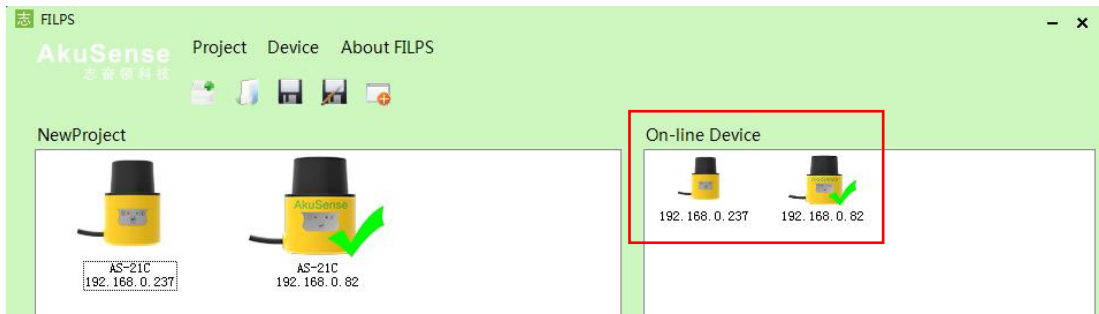 志 FILPS
AkuSense
志奋领科技
Project Device About FILPS
NewProject
On-line Device
AkuSense
AS-21C
192.168.0.237
AS-21C
192.168.0.82
192.168.0.237
192.168.0.82